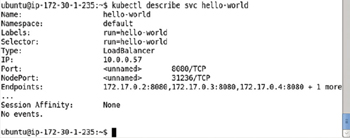 ubuntu@ip-172-30-1-235:~$ kubectl describe svc hello-world
Name: hello-world
Namespace: default
Labels: run=hello-world
Selector: run=hello-world
Type: LoadBalancer
IP: 10.0.0.57
Port: <unnamed> 8080/TCP
NodePort: <unnamed> 31236/TCP
Endpoints: 172.17.0.2:8080,172.17.0.3:8080,172.17.0.4:8080 + 1 more
...
Session Affinity: None
No events.
ubuntu@ip-172-30-1-235:~$